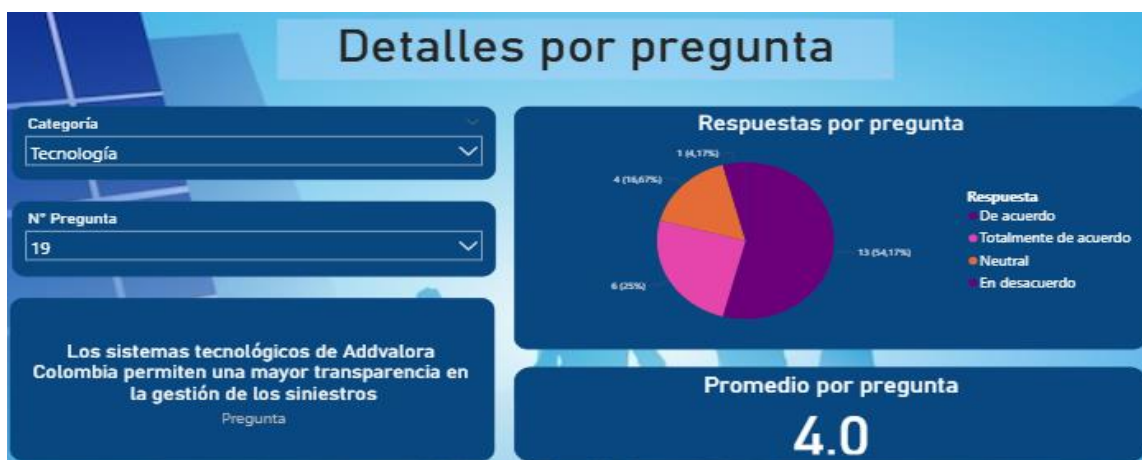 Detalles por pregunta
Categoría
Tecnología
N° Pregunta
19
Los sistemas tecnológicos de Addvalora
Colombia permiten una mayor transparencia en
la gestión de los siniestros
Pregunta
Respuestas por pregunta
1 (4,17%)
4 (16,67%)
6 (25%)
13 (54,17%)
Respuesta
De acuerdo
Totalmente de acuerdo
Neutral
En desacuerdo
Promedio por pregunta
4.0